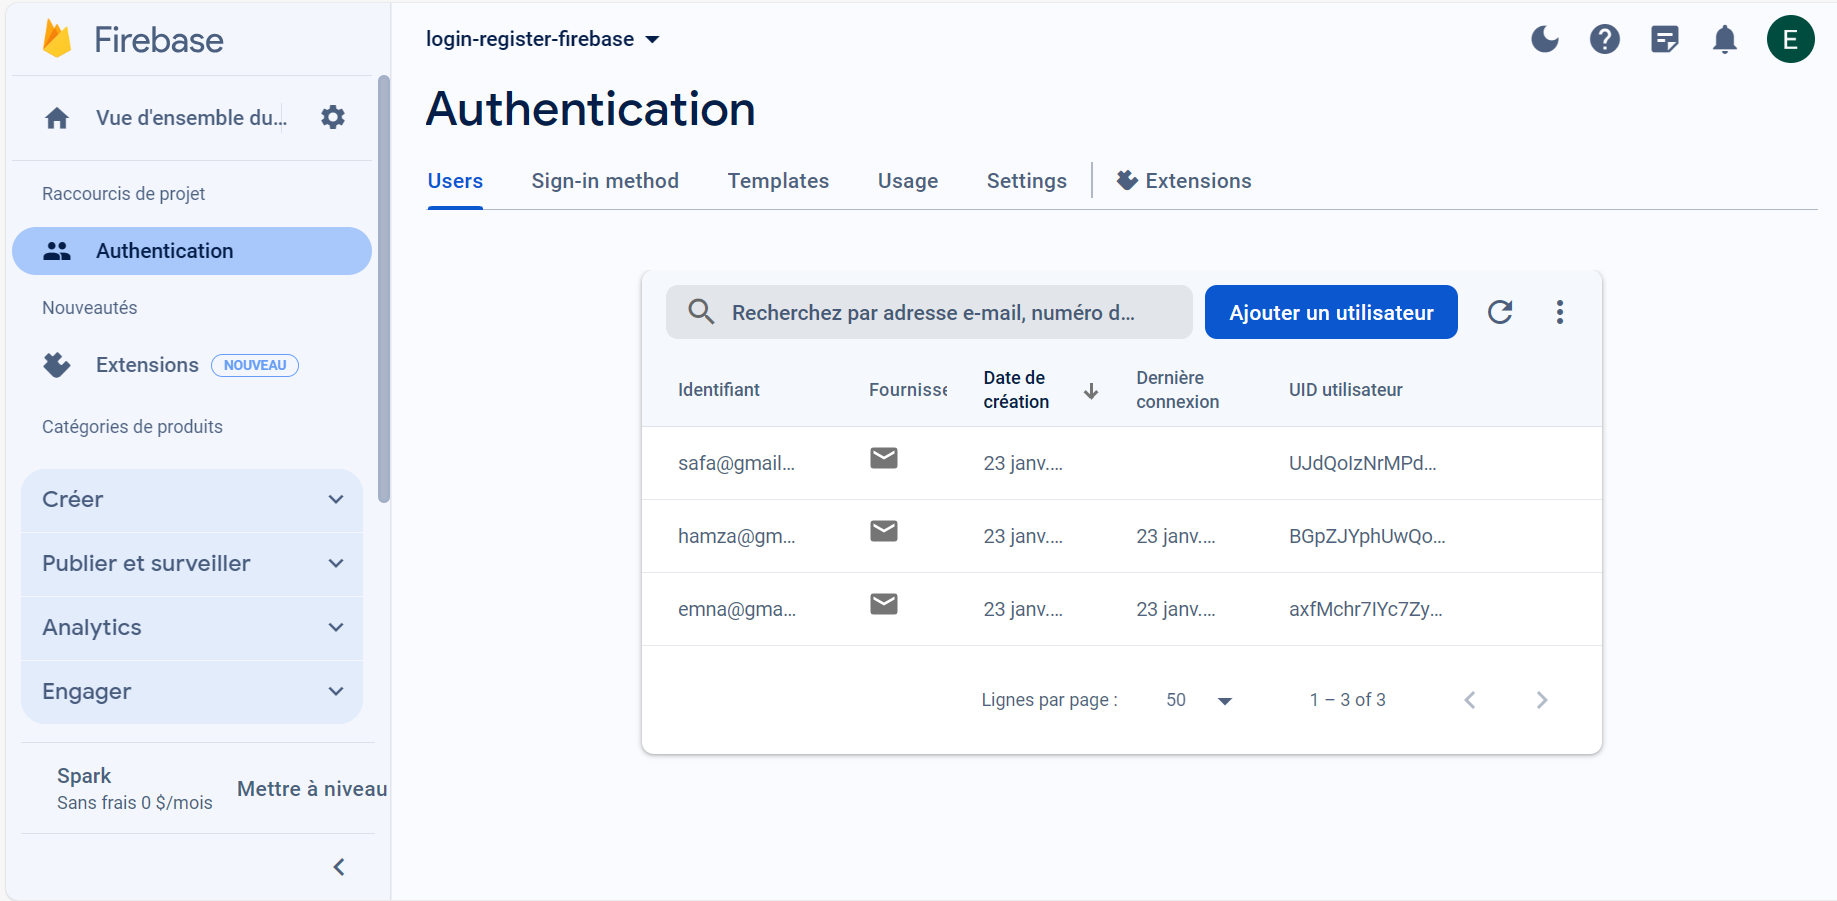 Firebase
Vue d'ensemble du...
Raccourcis de projet
Authentication
Nouveautés
Extensions NOUVEAU
Catégories de produits
Créer
Publier et surveiller
Analytics
Engager
Spark
Sans frais 0 $/mois
Mettre à niveau
login-register-firebase
E
Authentication
Users Sign-in method Templates Usage Settings Extensions
Recherchez par adresse e-mail, numéro d... Ajouter un utilisateur
Identifiant Fournisse Date de création Dernière connexion UID utilisateur
safa@gmail... 23 janv.... UJdQoIzNrMPd...
hamza@gm... 23 janv.... 23 janv.... BGpZJYphUwQo...
emna@gma... 23 janv.... 23 janv.... axfMchr7IYc7Zy...
Lignes par page : 50 1 – 3 of 3